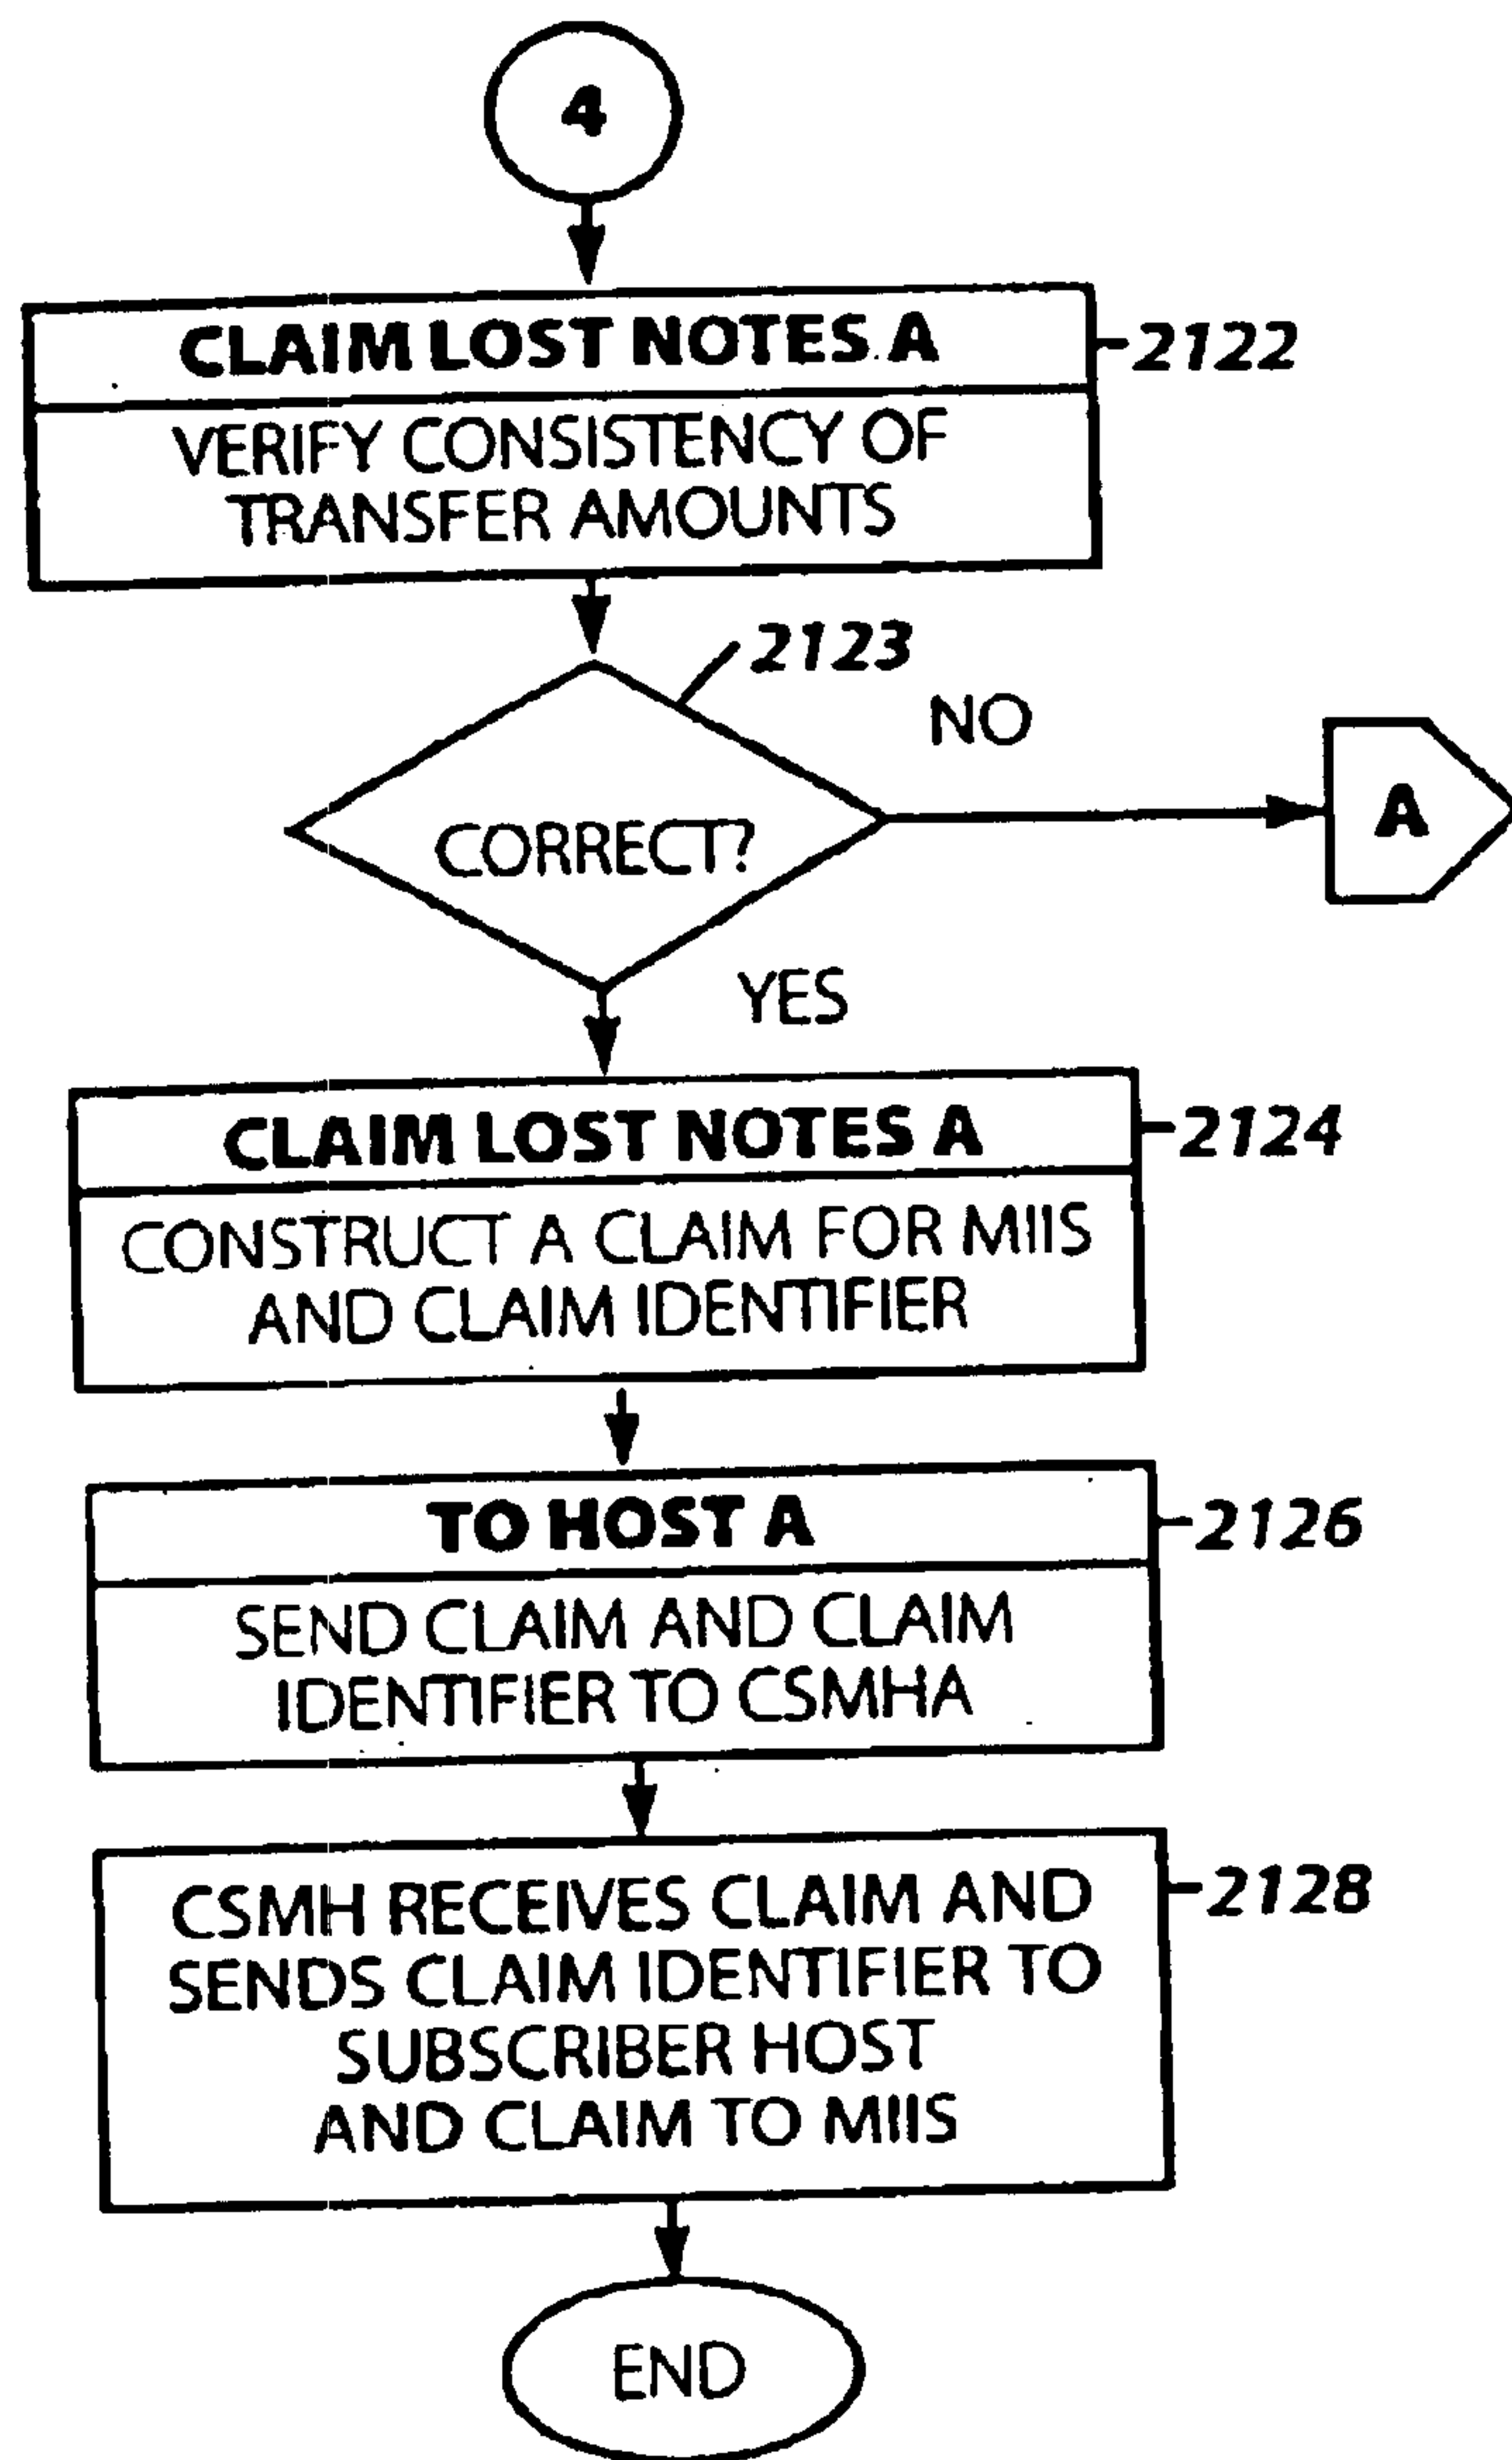 4
CLAIM LOST NOTES A
2122
VERIFY CONSISTENCY OF
TRANSFER AMOUNTS
2123
NO
CORRECT?
A
YES
CLAIM LOST NOTES A
2124
CONSTRUCT A CLAIM FOR MIIS
AND CLAIM IDENTIFIER
TO HOST A
2126
SEND CLAIM AND CLAIM
IDENTIFIER TO CSMHA
CSMH RECEIVES CLAIM AND
2128
SENDS CLAIM IDENTIFIER TO
SUBSCRIBER HOST
AND CLAIM TO MIIS
END